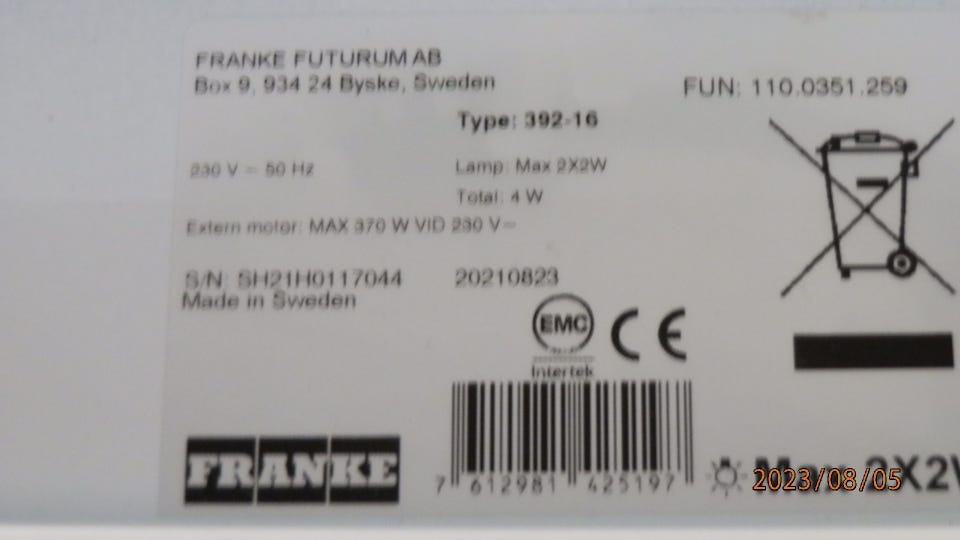 FRANKE FUTURUM AB
Box 9, 934 24 Byske, Sweden
FUN: 110.0351.259
Type: 392-16
230 V ~ 50 Hz
Lamp: Max 2X2W
Total: 4 W
Extern motor: MAX 370 W VID 230 V~
S/N: SH21H0117044 20210823
Made in Sweden
EMC
CE
Intertek
FRANKE
7 612981 425197
Max 2X2W
2023/08/05